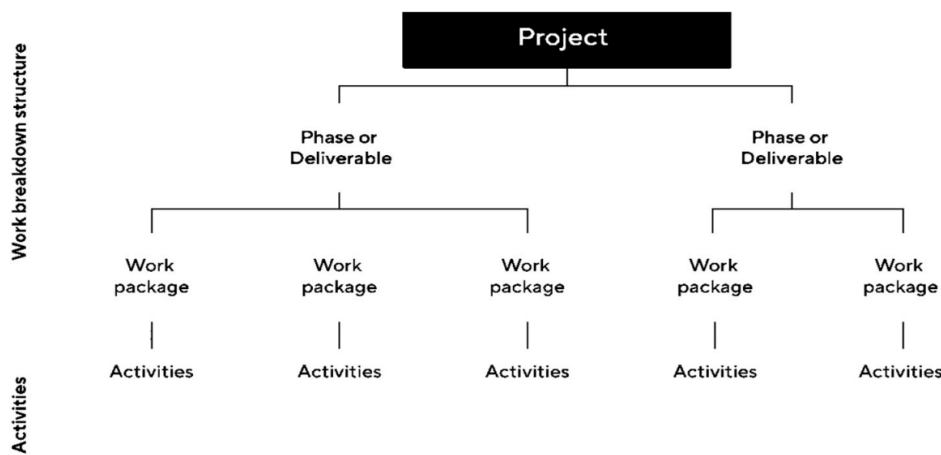 Project
Work breakdown structure
Phase or
Deliverable
Phase or
Deliverable
Work
package
Work
package
Work
package
Work
package
Work
package
Activities
Activities
Activities
Activities
Activities
Activities